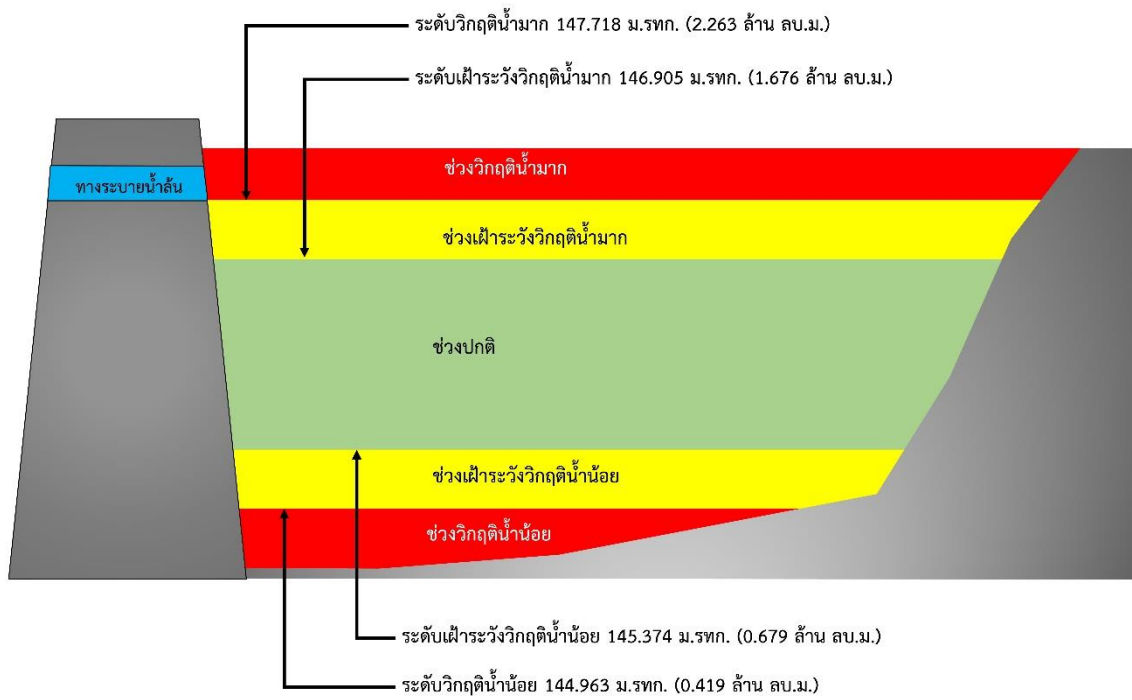 ระดับวิกฤติน้ำมาก 147.718 ม.รทก. (2.263 ล้าน ลบ.ม.)
ระดับเฝ้าระวังวิกฤติน้ำมาก 146.905 ม.รทก. (1.676 ล้าน ลบ.ม.)
ช่วงวิกฤติน้ำมาก
ทางระบายน้ำล้น
ช่วงเฝ้าระวังวิกฤติน้ำมาก
ช่วงปกติ
ช่วงเฝ้าระวังวิกฤติน้ำน้อย
ช่วงวิกฤติน้ำน้อย
ระดับเฝ้าระวังวิกฤติน้ำน้อย 145.374 ม.รทก. (0.679 ล้าน ลบ.ม.)
ระดับวิกฤติน้ำน้อย 144.963 ม.รทก. (0.419 ล้าน ลบ.ม.)